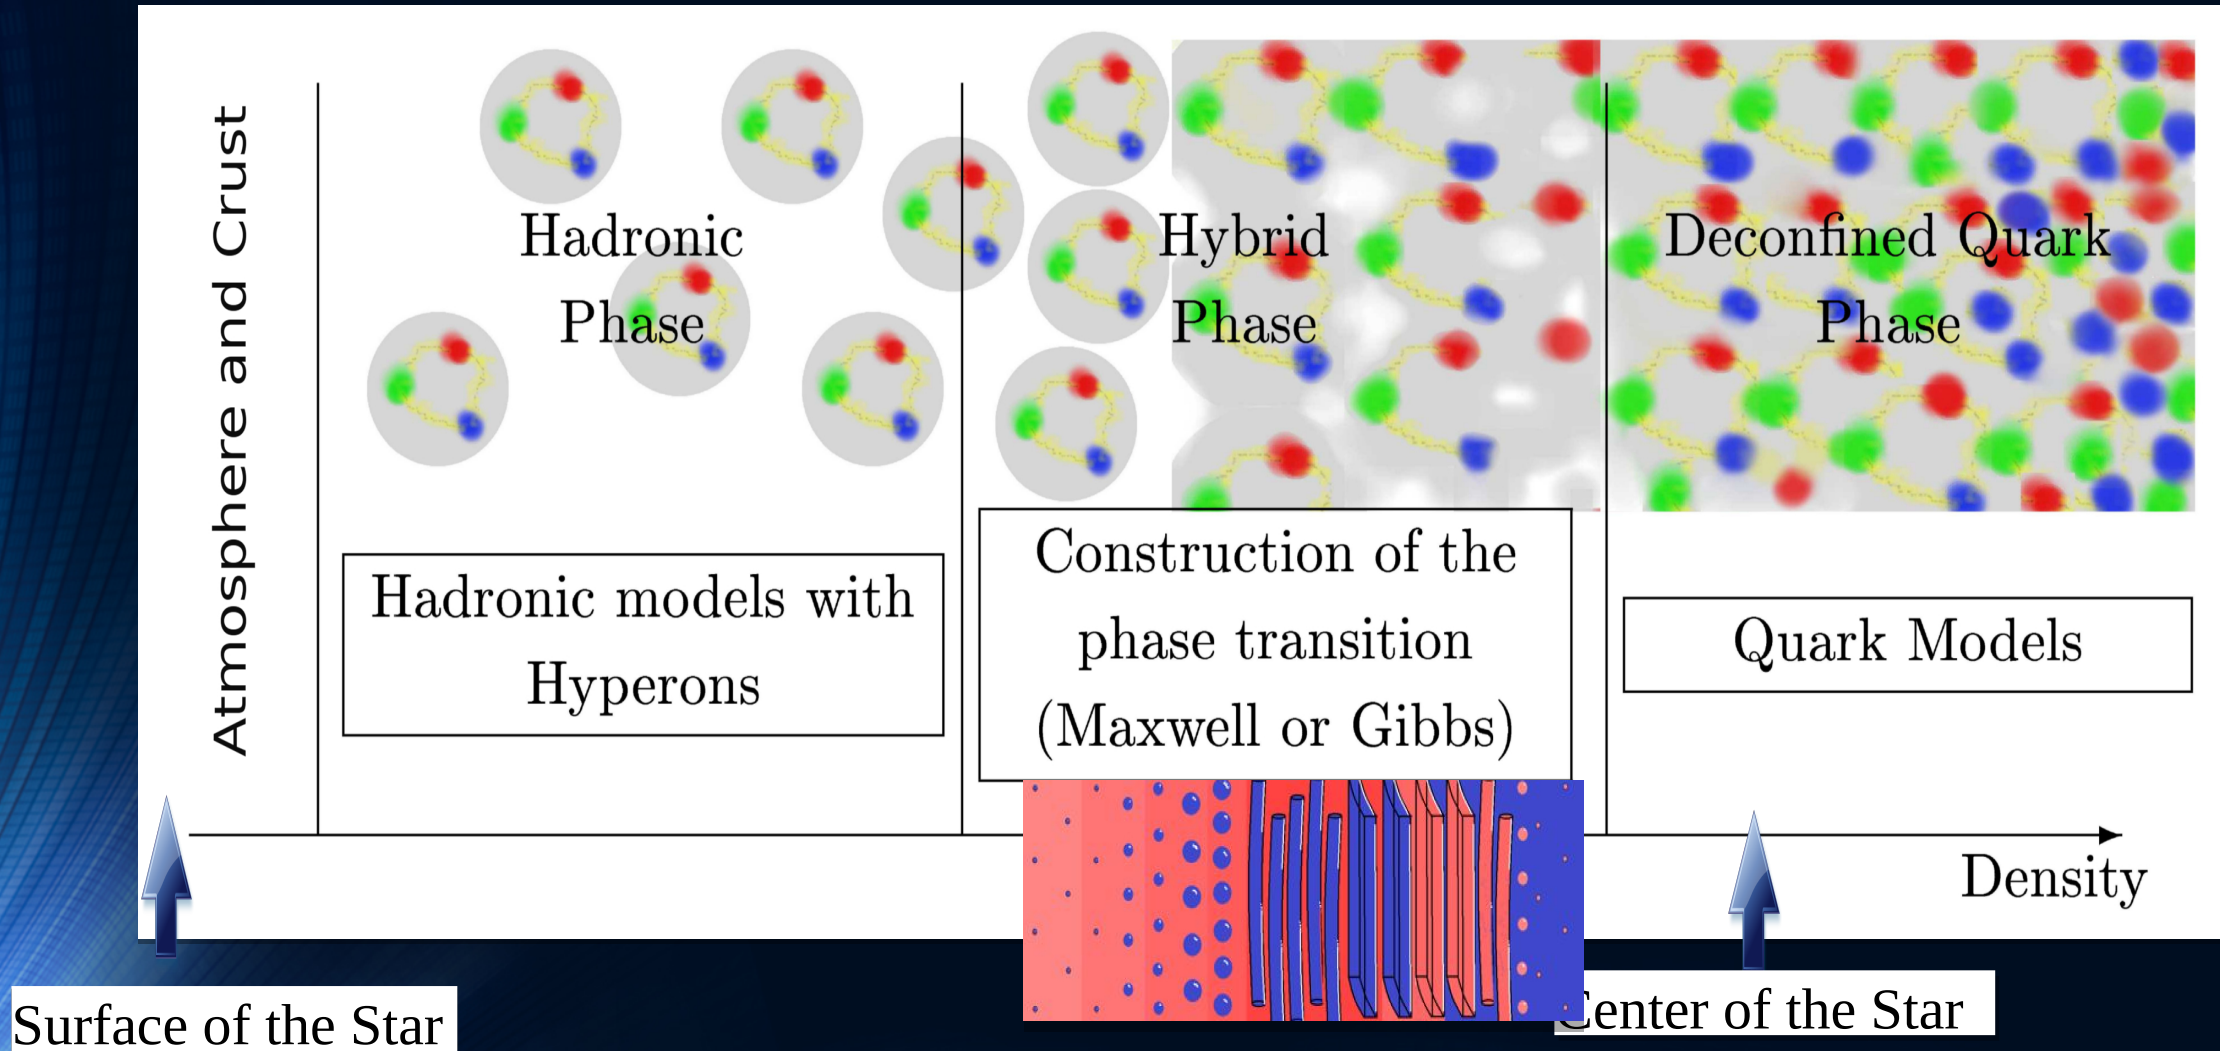 Atmosphere and Crust
Hadronic
Phase
Hybrid
Phase
Deconfined Quark
Phase
Hadronic models with
Hyperons
Construction of the
phase transition
(Maxwell or Gibbs)
Quark Models
Density
Surface of the Star
Center of the Star